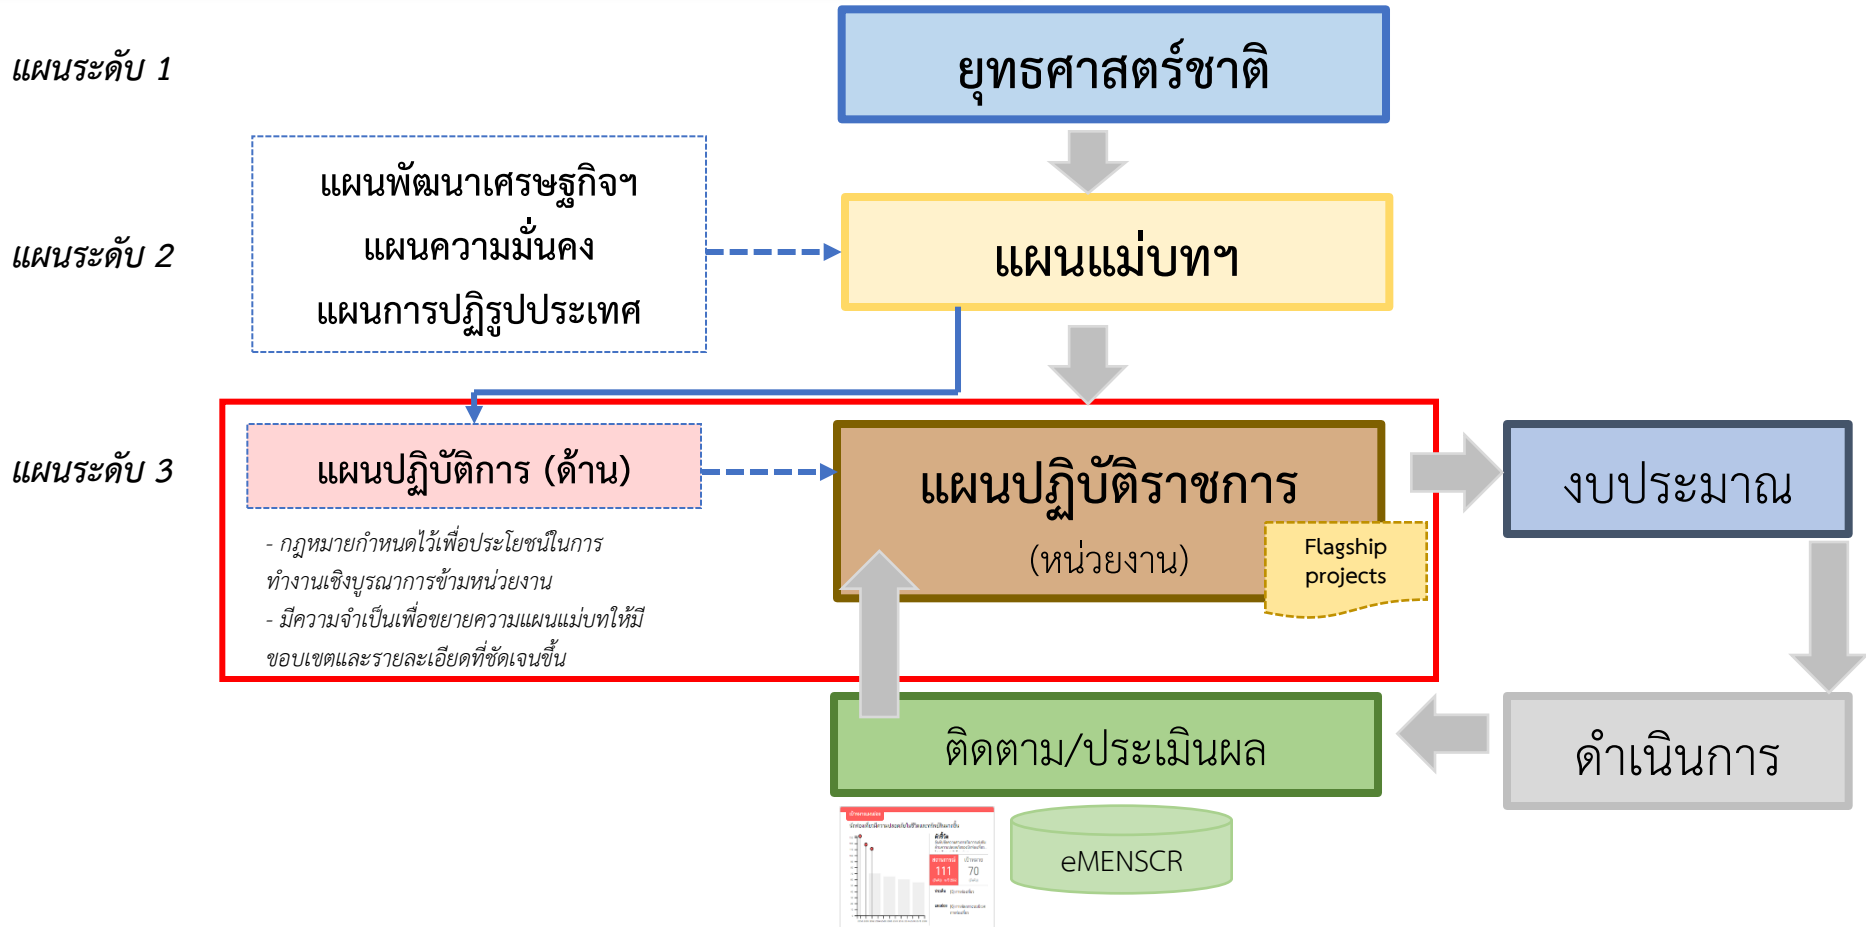 แผนระดับ 1
ยุทธศาสตร์ชาติ
แผนระดับ 2
แผนพัฒนาเศรษฐกิจฯ
แผนความมั่นคง
แผนการปฏิรูปประเทศ
แผนแม่บทฯ
แผนระดับ 3
แผนปฏิบัติการ (ด้าน)
- กฎหมายกำหนดไว้เพื่อประโยชน์ในการ
ทำงานเชิงบูรณาการข้ามหน่วยงาน
- มีความจำเป็นเพื่อขยายความแผนแม่บทให้มี
ขอบเขตและรายละเอียดที่ชัดเจนขึ้น
แผนปฏิบัติราชการ
(หน่วยงาน)
Flagship
projects
งบประมาณ
ดำเนินการ
ติดตาม/ประเมินผล
ตัวชี้วัด
111
70
eMENSCR